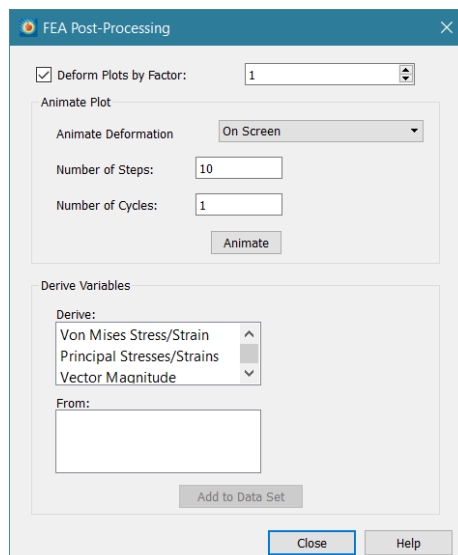 FEA Post-Processing
Deform Plots by Factor: 1
Animate Plot
Animate Deformation On Screen
Number of Steps: 10
Number of Cycles: 1
Animate
Derive Variables
Derive:
Von Mises Stress/Strain
Principal Stresses/Strains
Vector Magnitude
From:
Add to Data Set
Close Help